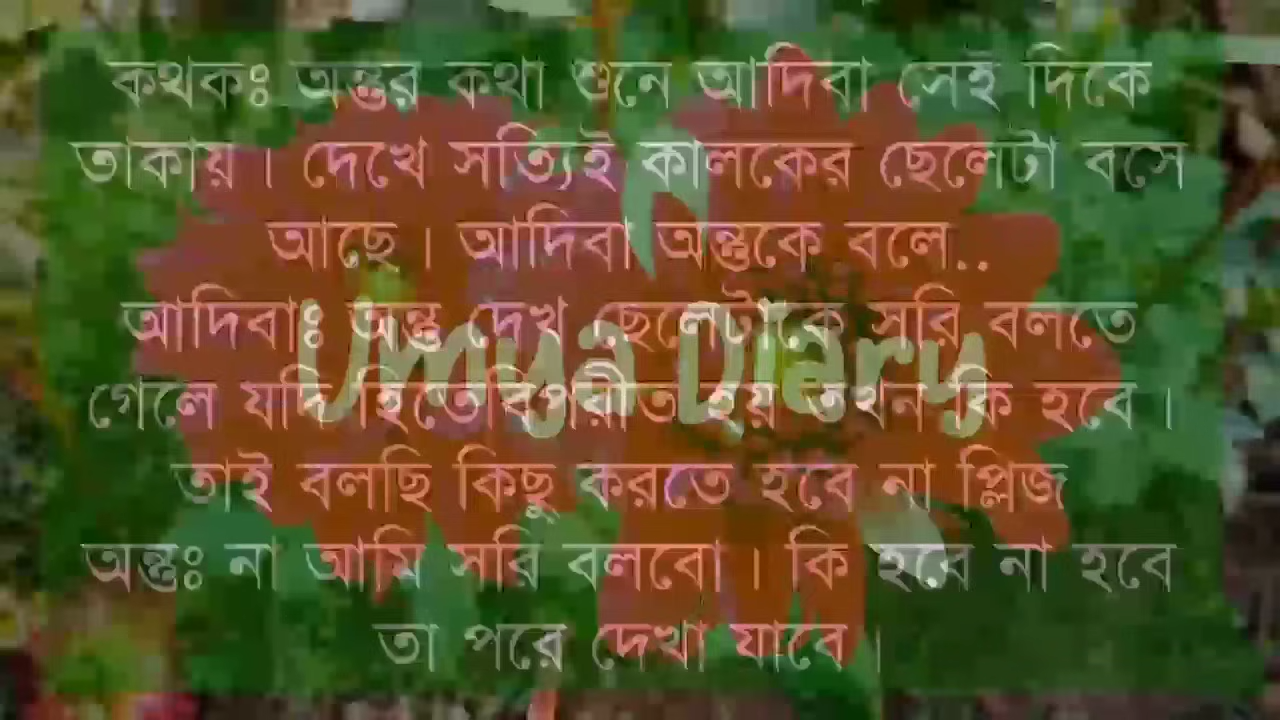 কথকঃ অন্তুর কথা শুনে আদিবা সেই দিকে
তাকায়। দেখে সত্যিই কালকের ছেলেটা বসে
আছে। আদিবা অন্তুকে বলে..
আদিবাঃ অন্তু দেখ ছেলেটাকে সরি বলতে
গেলে যদি হিতেবিপরীত হয় তখন কি হবে।
তাই বলছি কিছু করতে হবে না প্লিজ
অন্তুঃ না আমি সরি বলবো। কি হবে না হবে
তা পরে দেখা যাবে।
Umya Diary